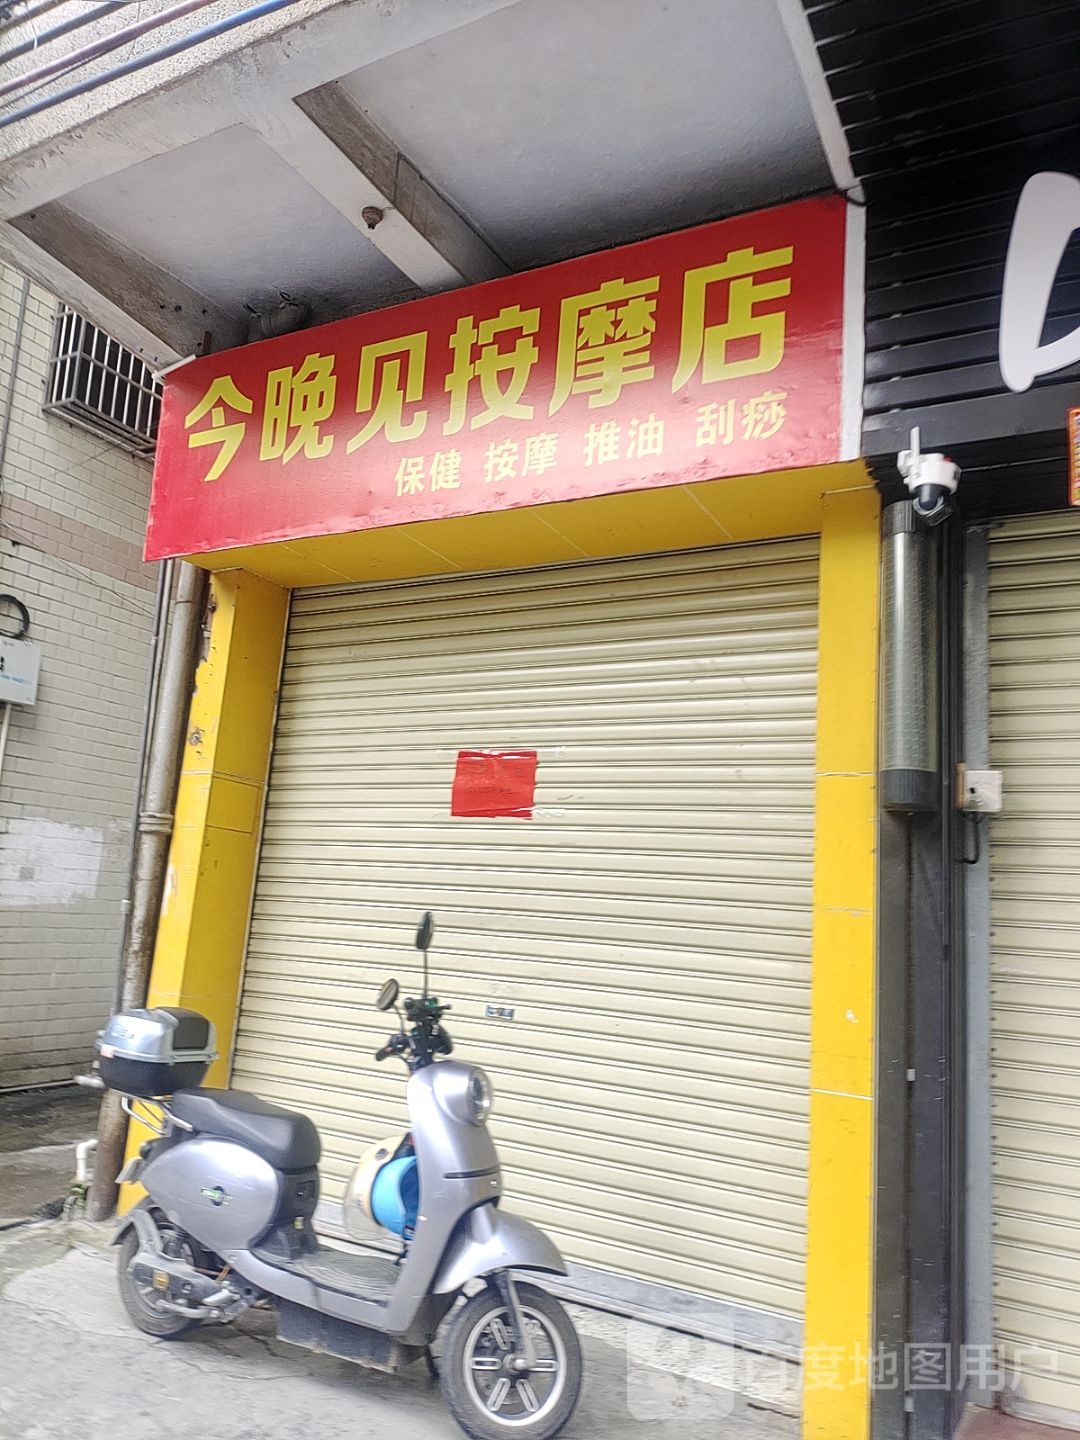 今晚见按摩店
保健 按摩 推油 刮痧
百度地图用户